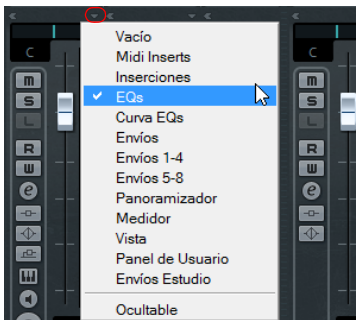 C
C
Vacío
Midi Inserts
m
Inserciones
m
S
EQs
S
L
Curva EQs
L
Envíos
R
Envíos 1-4
R
W
Envíos 5-8
W
e
Panoramizador
e
Medidor
Vista
Panel de Usuario
Envíos Estudio
Ocultable